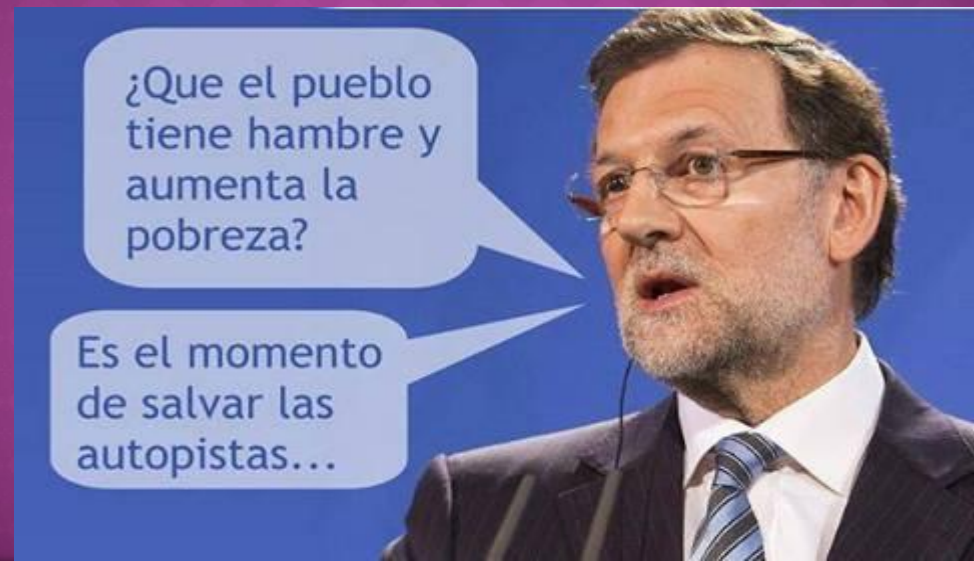 ¿Que el pueblo
tiene hambre y
aumenta la
pobreza?
Es el momento
de salvar las
autopistas...